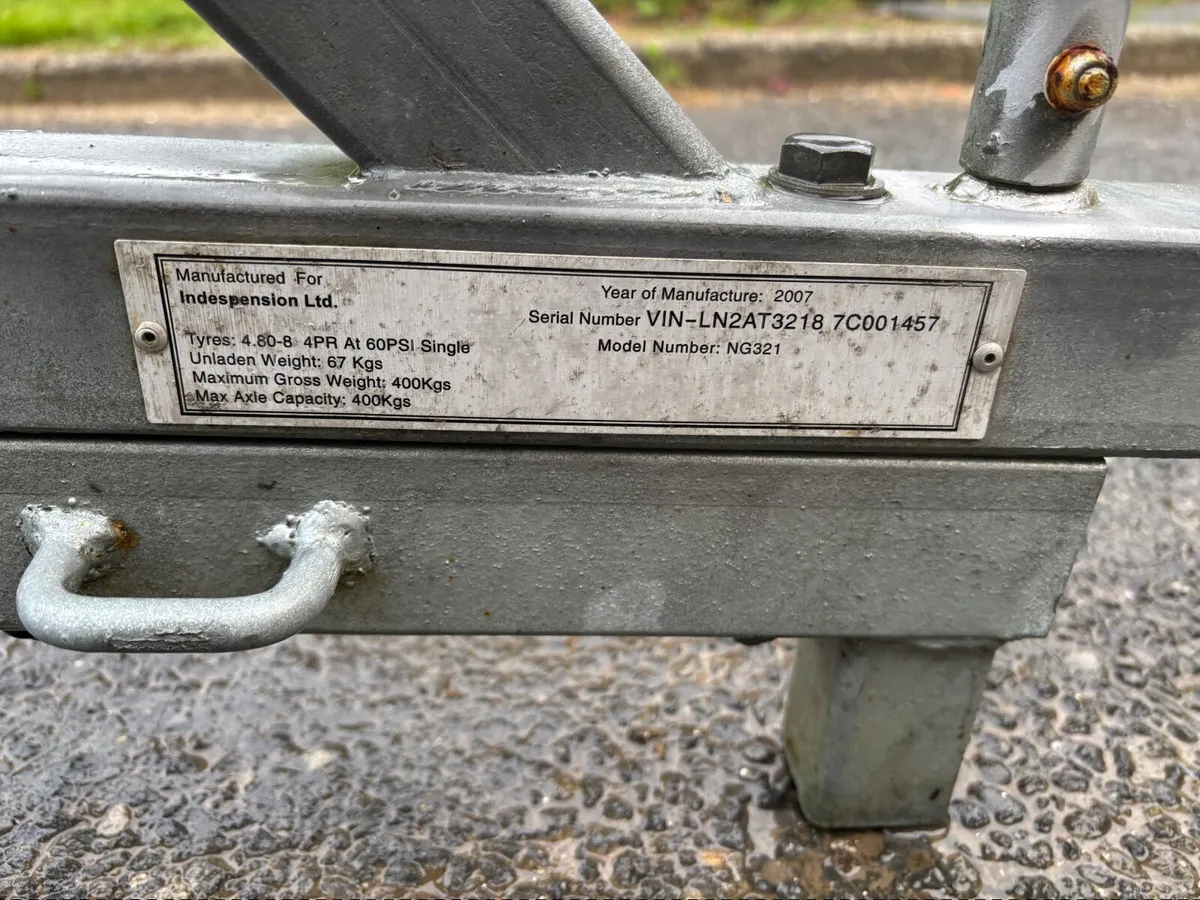 Manufactured For
Indespension Ltd.
Tyres: 4.80-8 4PR At 60PSI Single
Unladen Weight: 67 Kgs
Maximum Gross Weight: 400Kgs
Max Axle Capacity: 400Kgs
Year of Manufacture: 2007
Serial Number VIN-LN2AT3218 7C001457
Model Number: NG321